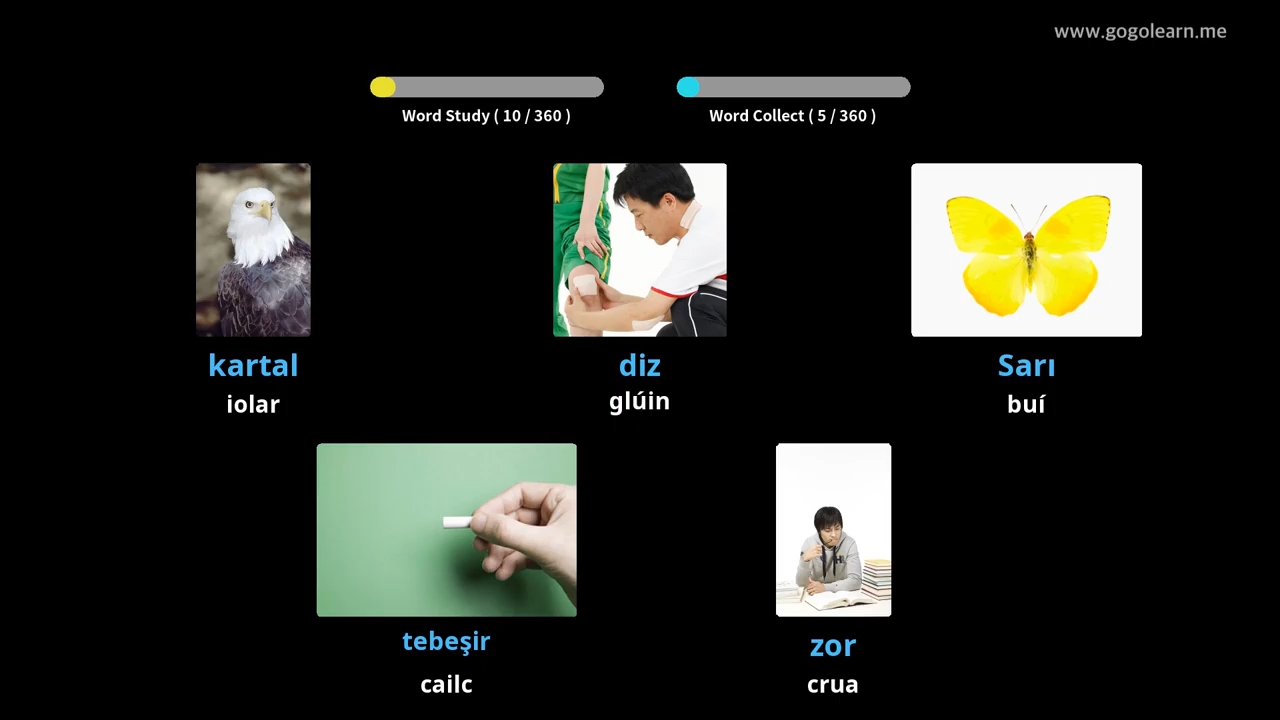 www.gogolearn.me
Word Study ( 10 / 360 )
Word Collect ( 5 / 360 )
kartal
diz
Sarı
iolar
glúin
buí
tebeşir
zor
cailc
crua